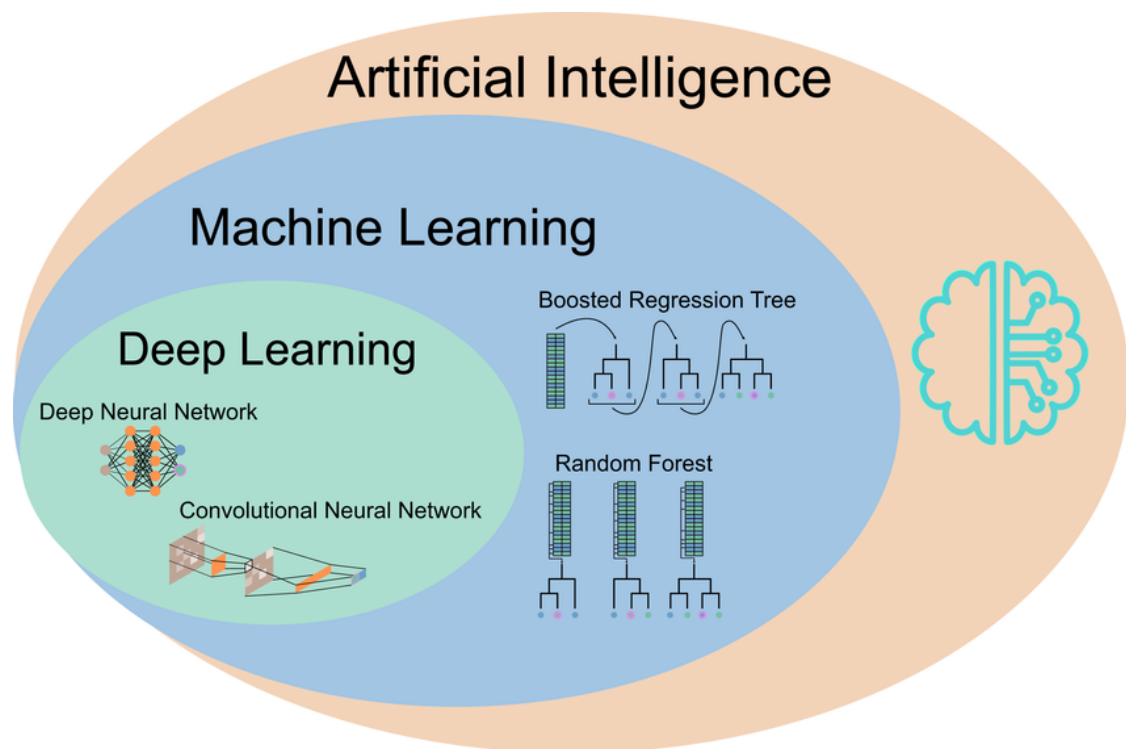 Artificial Intelligence
Machine Learning
Boosted Regression Tree
Deep Learning
Deep Neural Network
Random Forest
Convolutional Neural Network